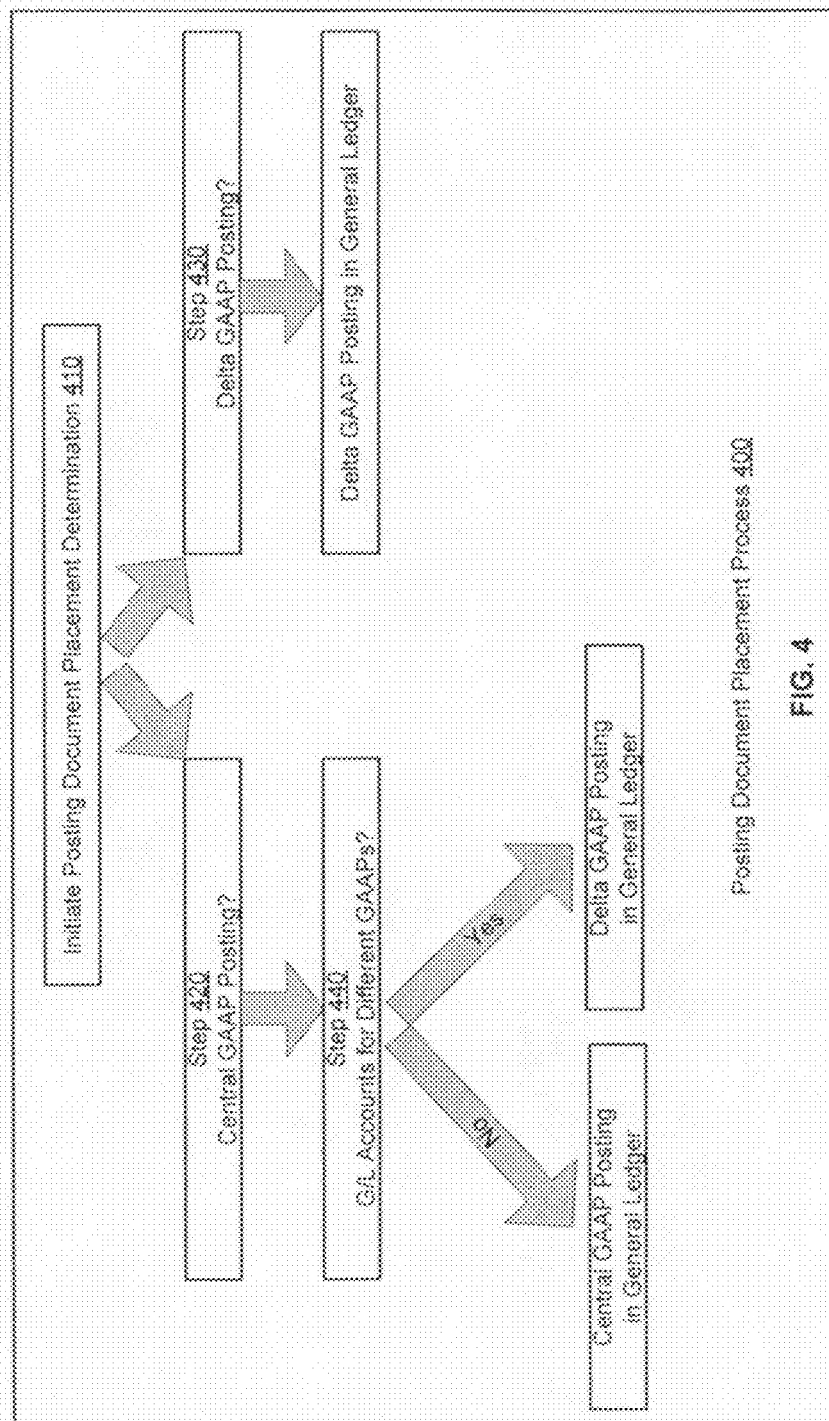 Initiate Posting Document Placement Determination 410
Step 420
Central GAAP Posting?
Step 430
Delta GAAP Posting?
Step 440
G/L Accounts for Different GAAPs?
Delta GAAP Posting in General Ledger
No
Yes
Central GAAP Posting
in General Ledger
Delta GAAP Posting
in General Ledger
Posting Document Placement Process 400
FIG. 4